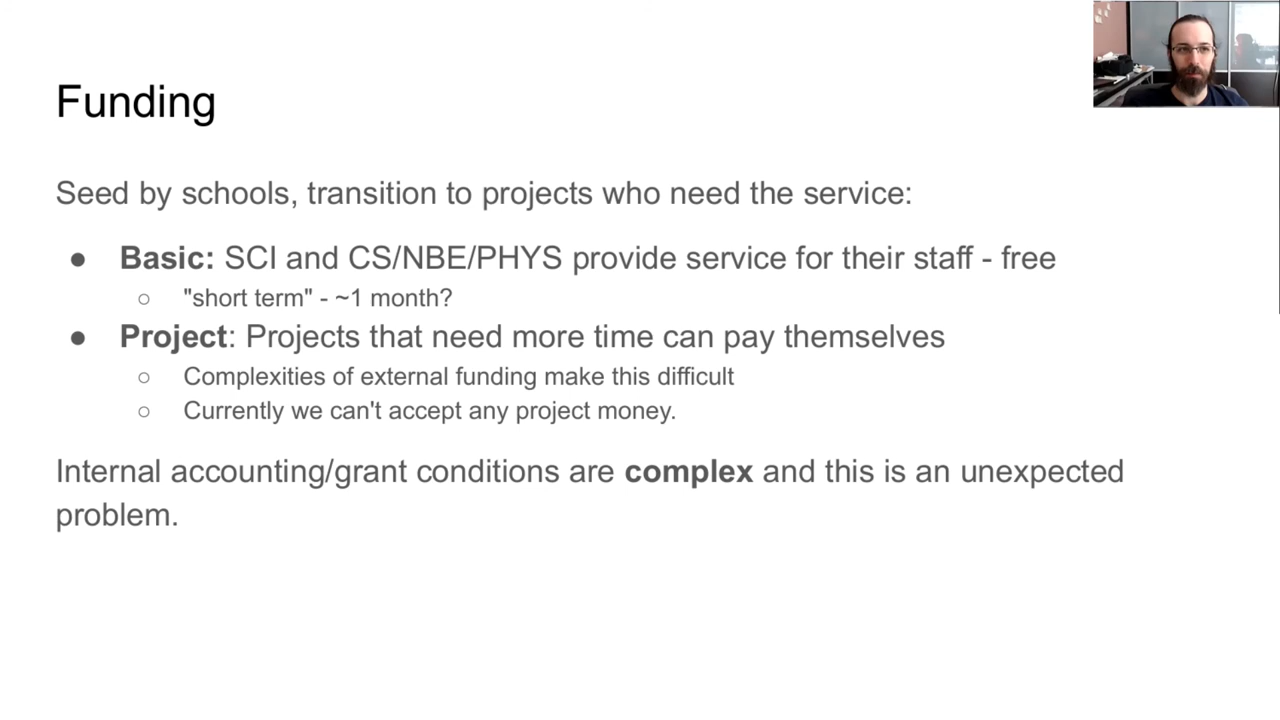 Funding
Seed by schools, transition to projects who need the service:
● Basic: SCI and CS/NBE/PHYS provide service for their staff - free
○ "short term" - ~1 month?
● Project: Projects that need more time can pay themselves
○ Complexities of external funding make this difficult
○ Currently we can't accept any project money.
Internal accounting/grant conditions are complex and this is an unexpected
problem.